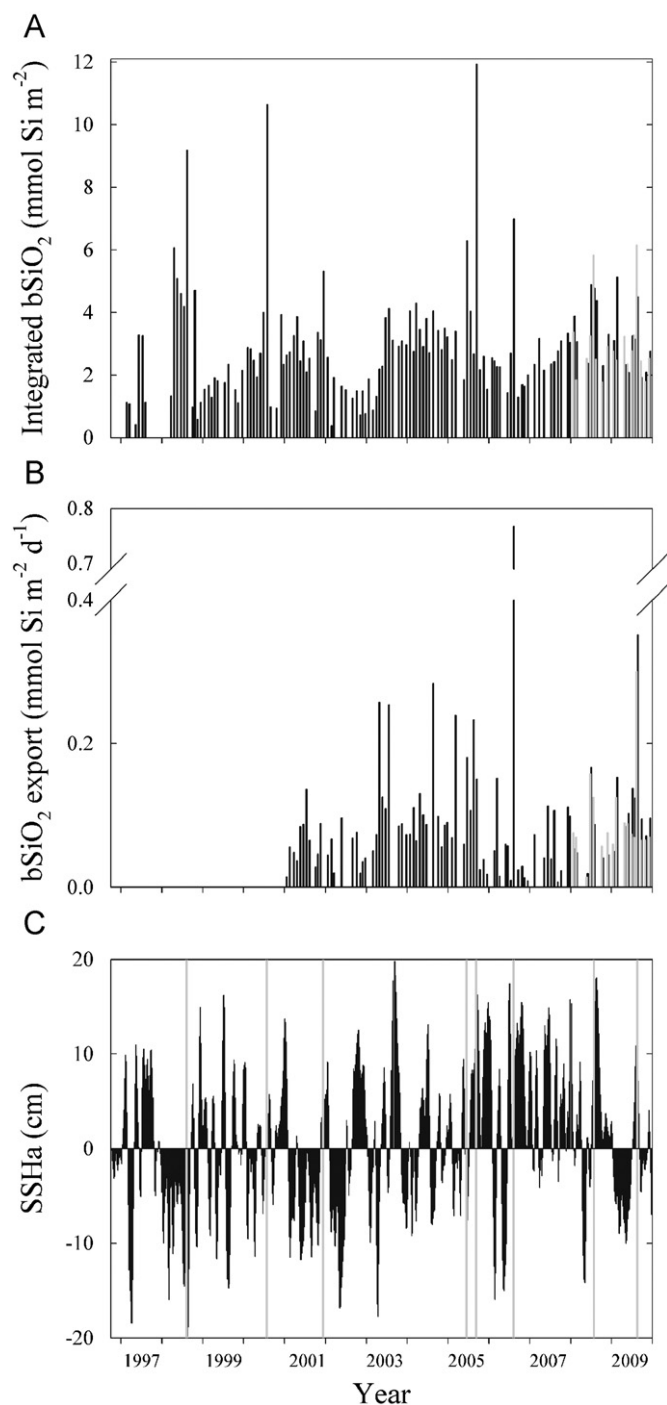 A
Integrated bSiO₂ (mmol Si m⁻²)
12
10
8
6
4
2
0
B
bSiO₂ export (mmol Si m⁻² d⁻¹)
0.8
0.7
0.4
0.2
0.0
C
SSHa (cm)
20
10
0
-10
-20
1997 1999 2001 2003 2005 2007 2009
Year